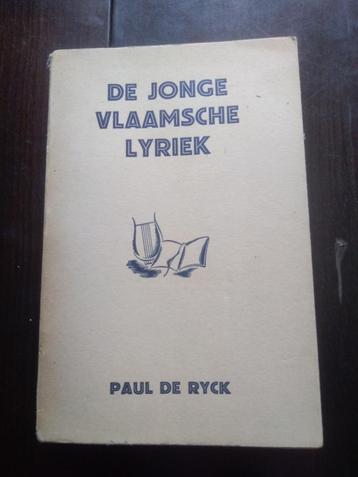 DE JONGE
VLAAMSCHE
LYRIEK
PAUL DE RYCK